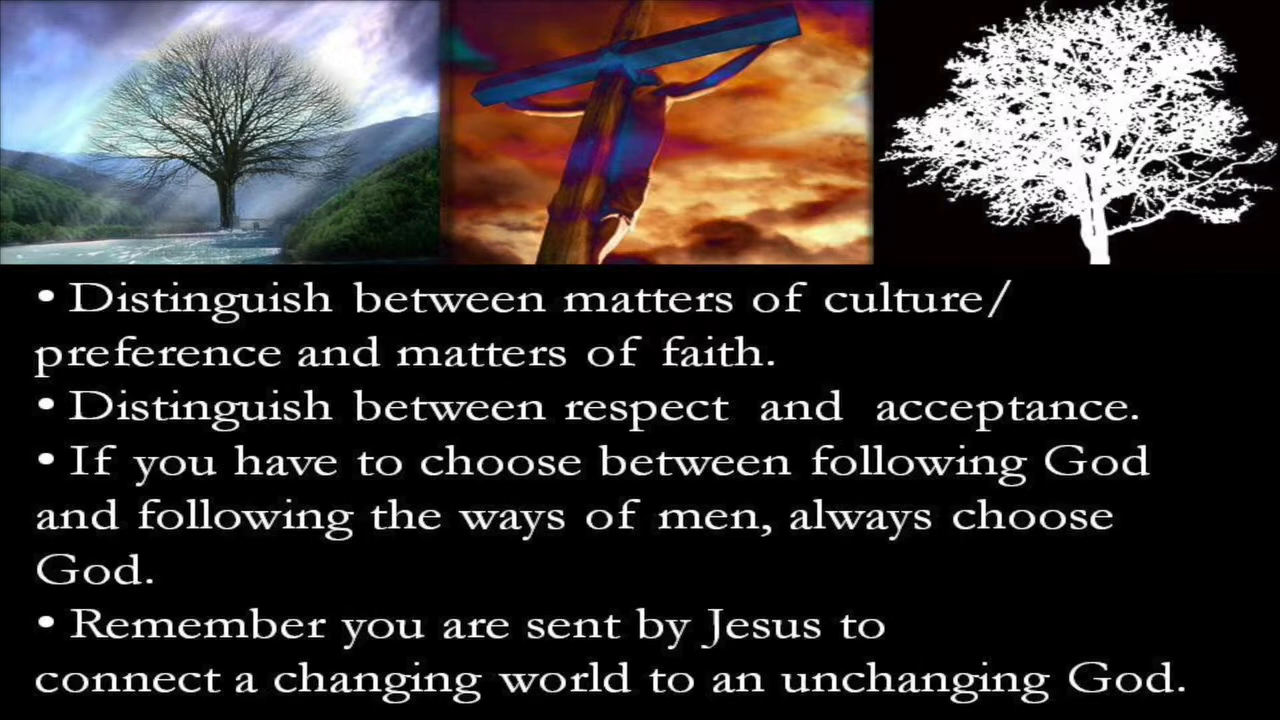 • Distinguish between matters of culture/
preference and matters of faith.
• Distinguish between respect and acceptance.
• If you have to choose between following God
and following the ways of men, always choose
God.
• Remember you are sent by Jesus to
connect a changing world to an unchanging God.